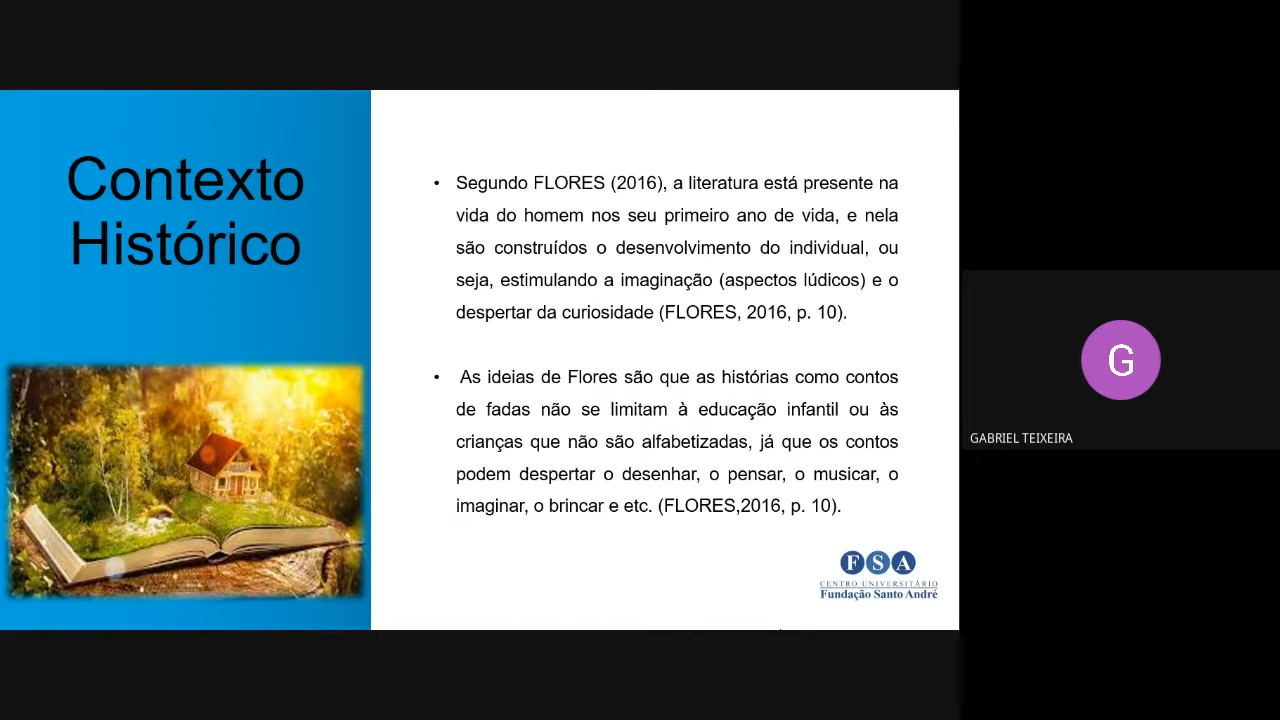 Contexto
Histórico
• Segundo FLORES (2016), a literatura está presente na
vida do homem nos seu primeiro ano de vida, e nela
são construídos o desenvolvimento do individual, ou
seja, estimulando a imaginação (aspectos lúdicos) e o
despertar da curiosidade (FLORES, 2016, p. 10).
• As ideias de Flores são que as histórias como contos
de fadas não se limitam à educação infantil ou às
crianças que não são alfabetizadas, já que os contos
podem despertar o desenhar, o pensar, o musicar, o
imaginar, o brincar e etc. (FLORES,2016, p. 10).
FSA
CENTRO UNIVERSITÁRIO
Fundação Santo André
G
GABRIEL TEIXEIRA